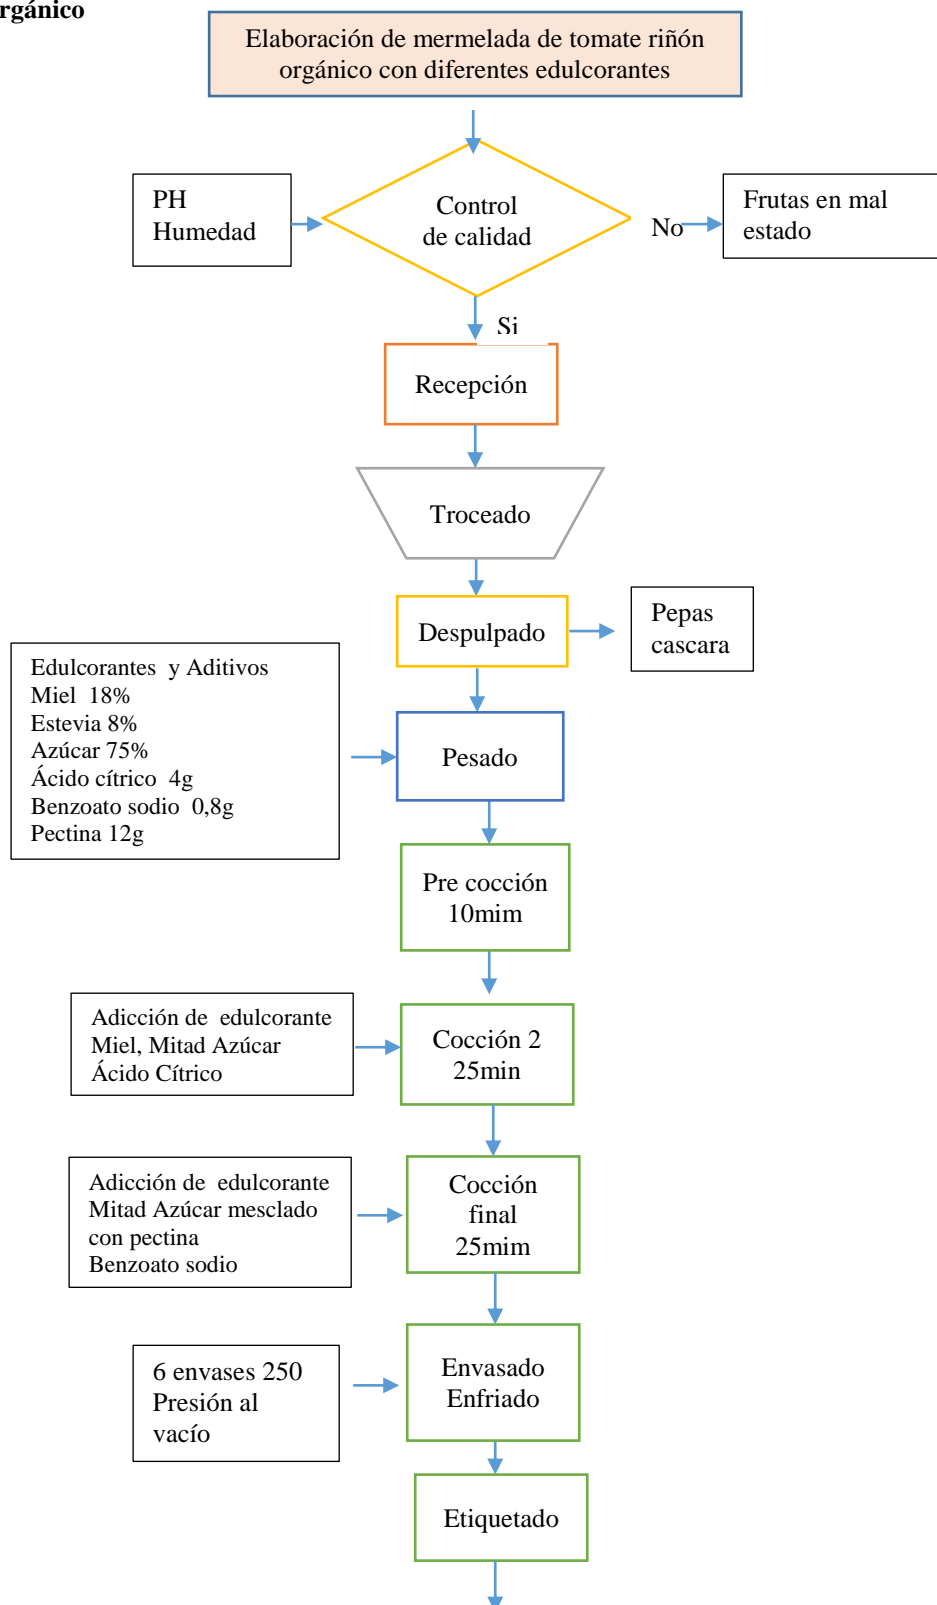 rgánico
Elaboración de mermelada de tomate riñón
orgánico con diferentes edulcorantes
PH
Humedad
Control
de calidad
No
Frutas en mal
estado
Si
Recepción
Troceado
Despulpado
Pepas
cascara
Edulcorantes y Aditivos
Miel 18%
Estevia 8%
Azúcar 75%
Ácido cítrico 4g
Benzoato sodio 0,8g
Pectina 12g
Pesado
Pre cocción
10mim
Adicción de edulcorante
Miel, Mitad Azúcar
Ácido Cítrico
Cocción 2
25min
Adicción de edulcorante
Mitad Azúcar mesclado
con pectina
Benzoato sodio
Cocción
final
25mim
6 envases 250
Presión al
vacío
Envasado
Enfriado
Etiquetado